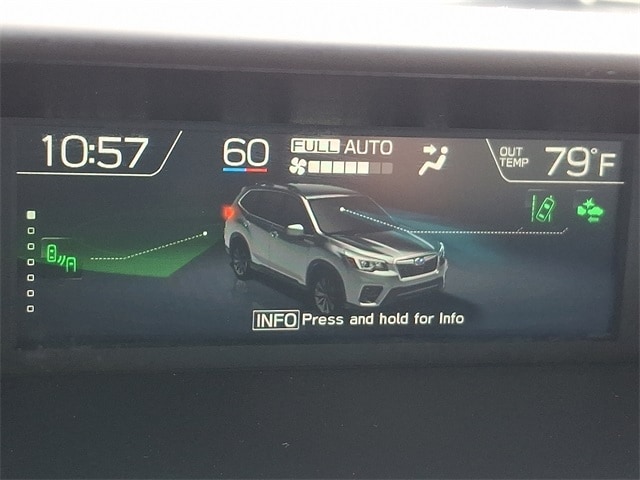 10:57
60
FULL AUTO
OUT
TEMP
79°F
INFO Press and hold for Info